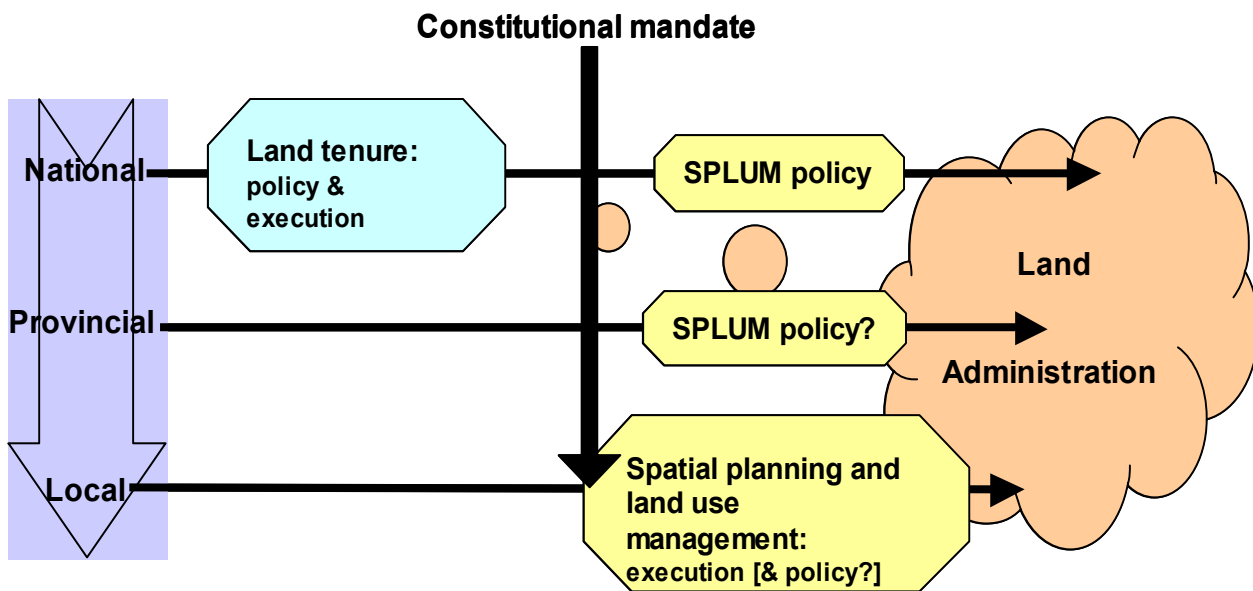 Constitutional mandate
National
Land tenure:
policy &
execution
SPLUM policy
Land
Provincial
SPLUM policy?
Administration
Local
Spatial planning and
land use
management:
execution [& policy?]